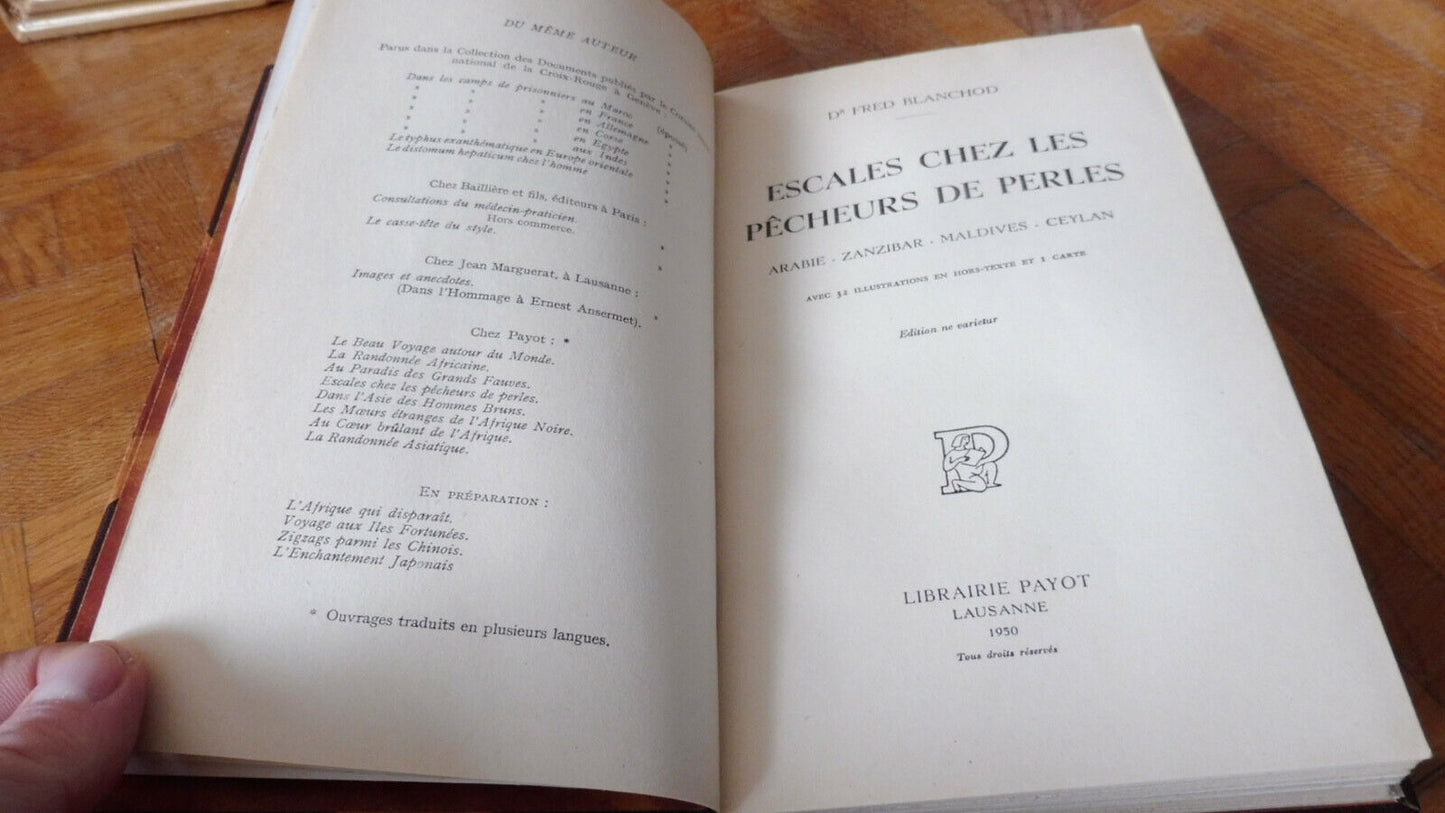 DU MÊME AUTEUR
Parus dans la Collection des Documents publiés par le Comité
national de la Croix-Rouge à Genève :
Dans les camps de prisonniers au Maroc (épuisé)
" " " en France "
" " " en Allemagne "
" " " en Corse "
" " " en Egypte "
" " " aux Indes "
Le typhus exanthématique en Europe orientale "
Le distomum hepaticum chez l'homme "
Chez Baillière et fils, éditeurs à Paris :
Consultations du médecin-praticien. *
Hors commerce.
Le casse-tête du style. *
Chez Jean Marguerat, à Lausanne :
Images et anecdotes.
(Dans l'Hommage à Ernest Ansermet). *
Chez Payot : *
Le Beau Voyage autour du Monde.
La Randonnée Africaine.
Au Paradis des Grands Fauves.
Escales chez les pêcheurs de perles.
Dans l'Asie des Hommes Bruns.
Les Mœurs étranges de l'Afrique Noire.
Au Cœur brûlant de l'Afrique.
La Randonnée Asiatique.
EN PRÉPARATION :
L'Afrique qui disparaît.
Voyage aux Iles Fortunées.
Zigzags parmi les Chinois.
L'Enchantement Japonais
* Ouvrages traduits en plusieurs langues.
Dr FRED BLANCHOD
ESCALES CHEZ LES
PÊCHEURS DE PERLES
ARABIE - ZANZIBAR - MALDIVES - CEYLAN
AVEC 32 ILLUSTRATIONS EN HORS-TEXTE ET 1 CARTE
Edition ne varietur
P
LIBRAIRIE PAYOT
LAUSANNE
1950
Tous droits réservés